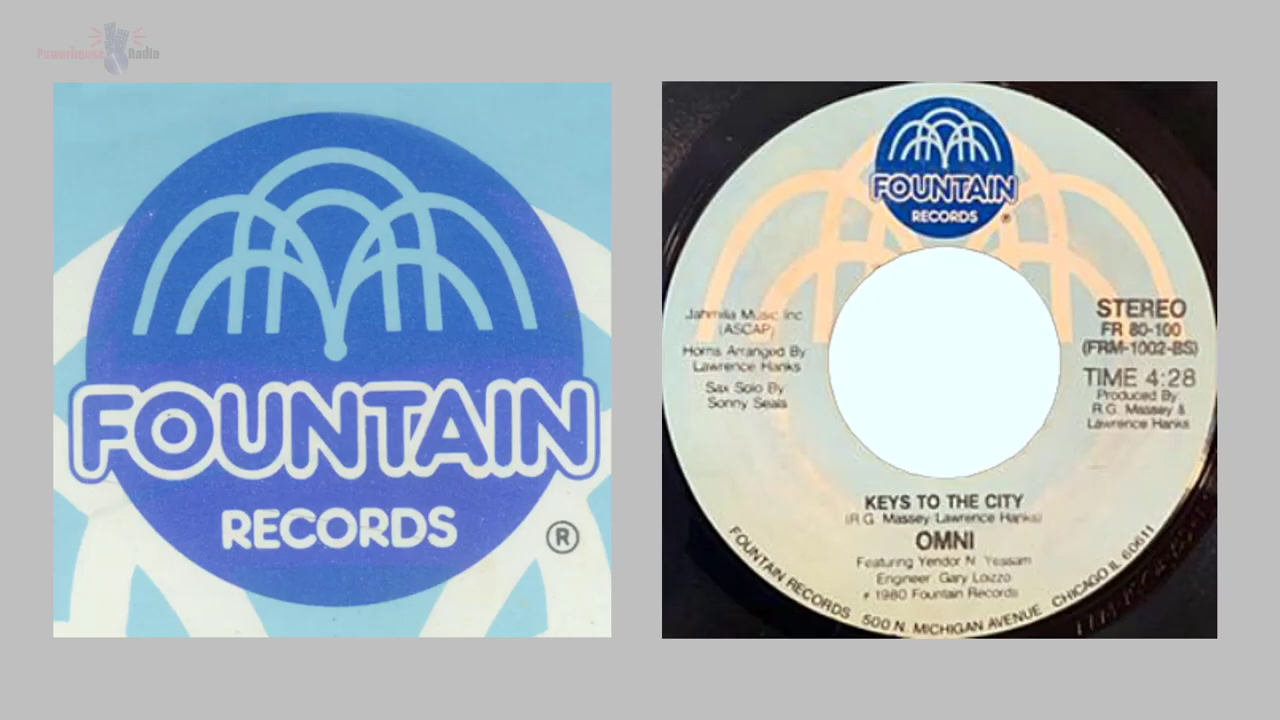 Powerhouse Radio
FOUNTAIN
RECORDS
®
FOUNTAIN
RECORDS
®
Jahmilla Music Inc
(ASCAP)
Horns Arranged By
Lawrence Hanks
Sax Solo By
Sonny Seals
STEREO
FR 80-100
(FRM-1002-BS)
TIME 4:28
Produced By
R.G. Massey &
Lawrence Hanks
KEYS TO THE CITY
(R.G. Massey/Lawrence Hanks)
OMNI
Featuring Vendor N. Yessam
Engineer: Gary Loizzo
℗ 1980 Fountain Records
FOUNTAIN RECORDS 500 N. MICHIGAN AVENUE CHICAGO IL 60611